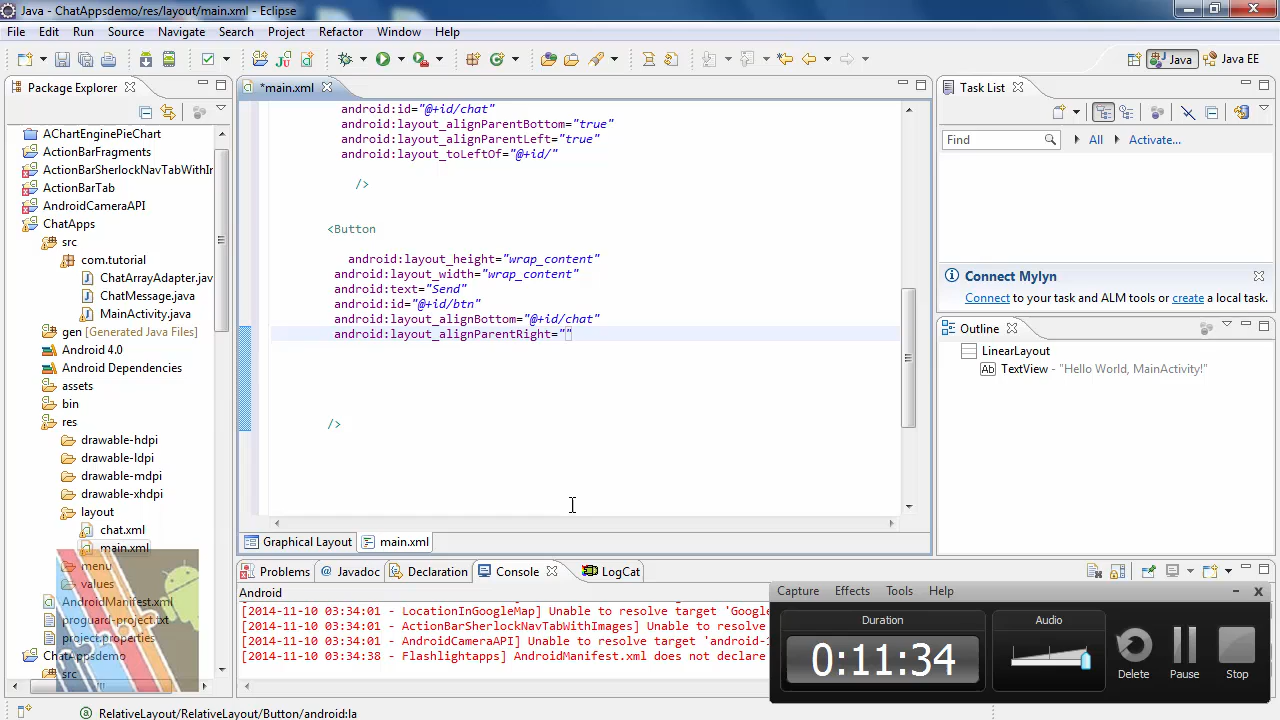 Java - ChatAppsdemo/res/layout/main.xml - Eclipse
File Edit Run Source Navigate Search Project Refactor Window Help
Java Java EE
Package Explorer
AChartEnginePieChart
ActionBarFragments
ActionBarSherlockNavTabWithIr
ActionBarTab
AndroidCameraAPI
ChatApps
src
com.tutorial
ChatArrayAdapter.jav
ChatMessage.java
MainActivity.java
gen [Generated Java Files]
Android 4.0
Android Dependencies
assets
bin
res
drawable-hdpi
drawable-ldpi
drawable-mdpi
drawable-xhdpi
layout
chat.xml
main.xml
menu
values
AndroidManifest.xml
proguard-project.txt
project.properties
ChatAppsdemo
src
*main.xml
android:id="@+id/chat"
android:layout_alignParentBottom="true"
android:layout_alignParentLeft="true"
android:layout_toLeftOf="@+id/"
/>
<Button
android:layout_height="wrap_content"
android:layout_width="wrap_content"
android:text="Send"
android:id="@+id/btn"
android:layout_alignBottom="@+id/chat"
android:layout_alignParentRight=""
/>
Graphical Layout main.xml
Task List
Find All Activate...
Connect Mylyn
Connect to your task and ALM tools or create a local task.
Outline
LinearLayout
TextView - "Hello World, MainActivity!"
Problems Javadoc Declaration Console LogCat
Android
[2014-11-10 03:34:01 - LocationInGoogleMap] Unable to resolve target 'Google
[2014-11-10 03:34:01 - ActionBarSherlockNavTabWithImages] Unable to resolve
[2014-11-10 03:34:01 - AndroidCameraAPI] Unable to resolve target 'android-1
[2014-11-10 03:34:38 - Flashlightapps] AndroidManifest.xml does not declare
Capture Effects Tools Help
Duration
0:11:34
Audio
Delete Pause Stop
RelativeLayout/RelativeLayout/Button/android:la